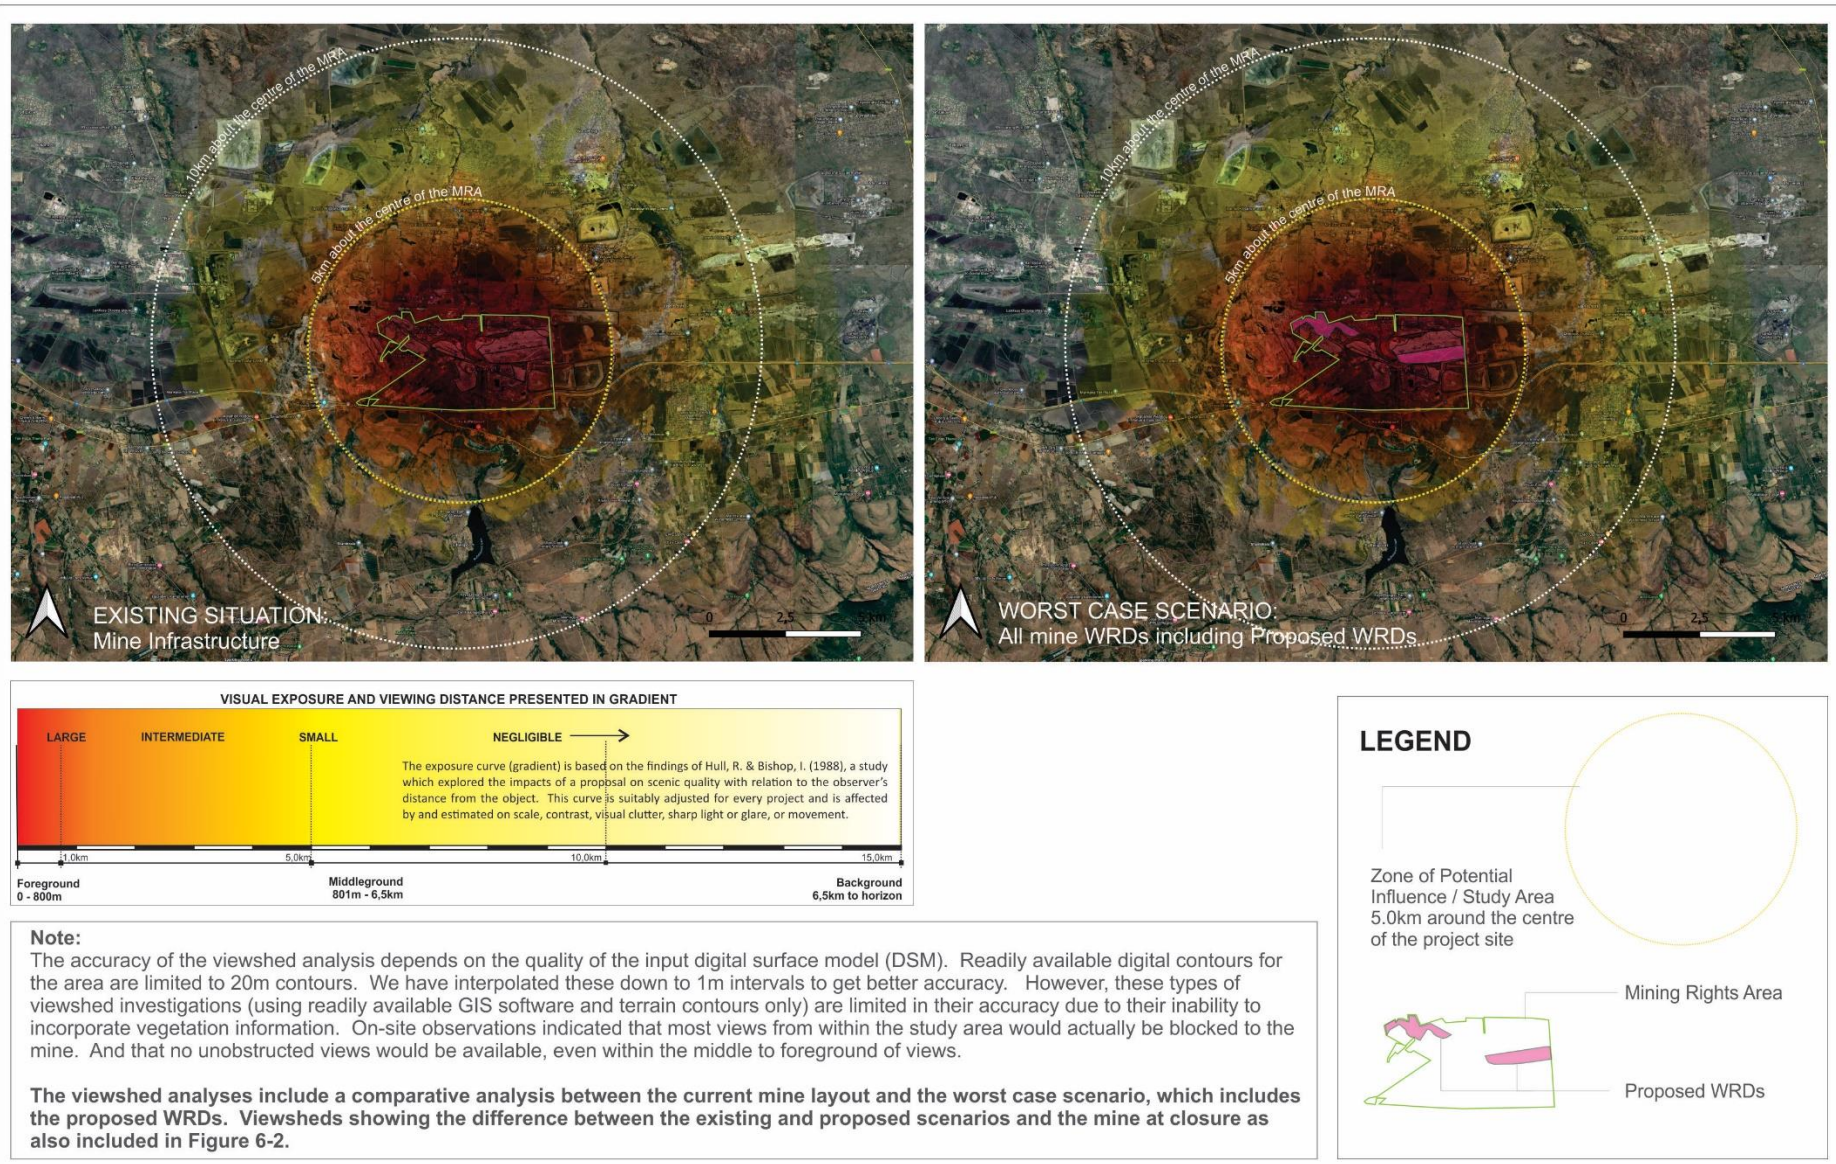 10km about the centre of the MRA
5km about the centre of the MRA
EXISTING SITUATION:
Mine Infrastructure
0 2,5 5 km
10km about the centre of the MRA
5km about the centre of the MRA
WORST CASE SCENARIO:
All mine WRDs including Proposed WRDs
0 2,5 5 km
VISUAL EXPOSURE AND VIEWING DISTANCE PRESENTED IN GRADIENT
LARGE INTERMEDIATE SMALL NEGLIGIBLE
The exposure curve (gradient) is based on the findings of Hull, R. & Bishop, I. (1988), a study
which explored the impacts of a proposal on scenic quality with relation to the observer's
distance from the object. This curve is suitably adjusted for every project and is affected
by and estimated on scale, contrast, visual clutter, sharp light or glare, or movement.
1,0km 5,0km 10,0km 15,0km
Foreground
0 - 800m
Middleground
801m - 6,5km
Background
6,5km to horizon
LEGEND
Zone of Potential
Influence / Study Area
5.0km around the centre
of the project site
Mining Rights Area
Proposed WRDs
Note:
The accuracy of the viewshed analysis depends on the quality of the input digital surface model (DSM). Readily available digital contours for
the area are limited to 20m contours. We have interpolated these down to 1m intervals to get better accuracy. However, these types of
viewshed investigations (using readily available GIS software and terrain contours only) are limited in their accuracy due to their inability to
incorporate vegetation information. On-site observations indicated that most views from within the study area would actually be blocked to the
mine. And that no unobstructed views would be available, even within the middle to foreground of views.
The viewshed analyses include a comparative analysis between the current mine layout and the worst case scenario, which includes
the proposed WRDs. Viewsheds showing the difference between the existing and proposed scenarios and the mine at closure as
also included in Figure 6-2.